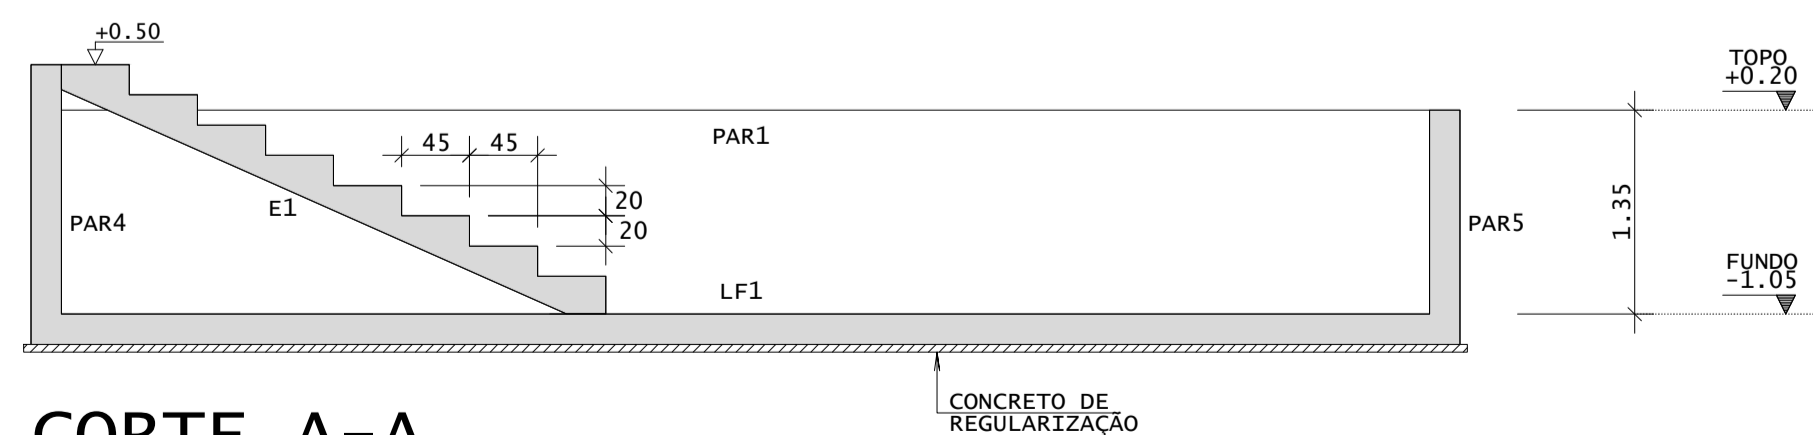 +0.50
TOPO
+0.20
PAR1
45 45
20
E1
PAR4
20
PAR5
1.35
FUNDO
-1.05
LF1
CONCRETO DE
REGULARIZAÇÃO
CORTE A-A